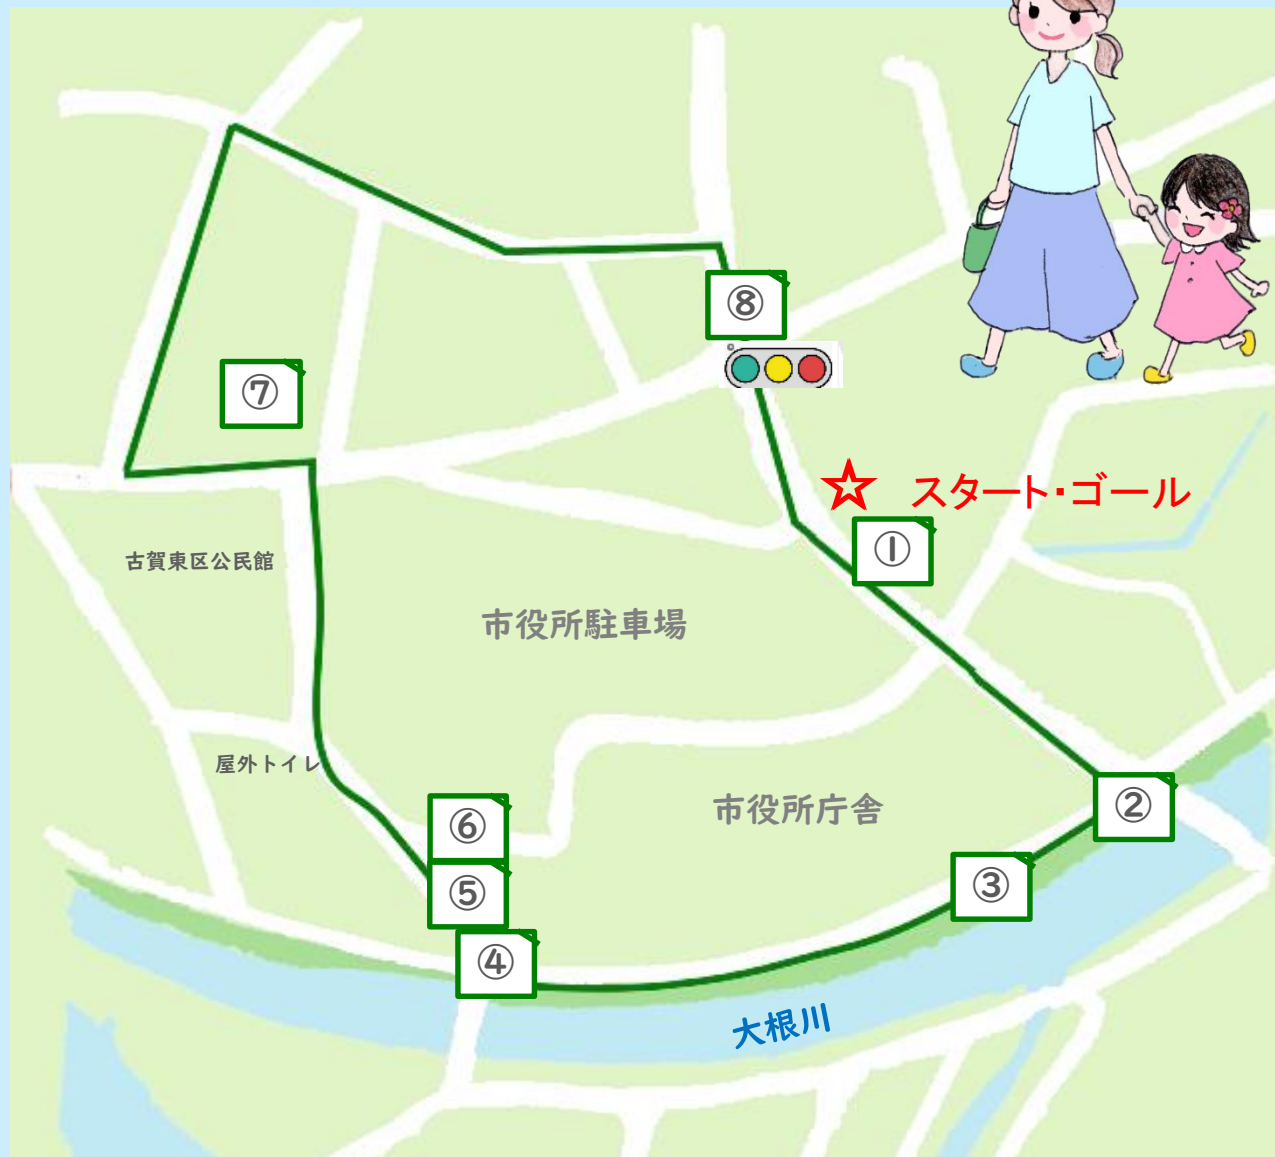 ⑧
⑦
スタート・ゴール
①
古賀東区公民館
市役所駐車場
屋外トイレ
市役所庁舎
②
⑥
③
⑤
④
大根川